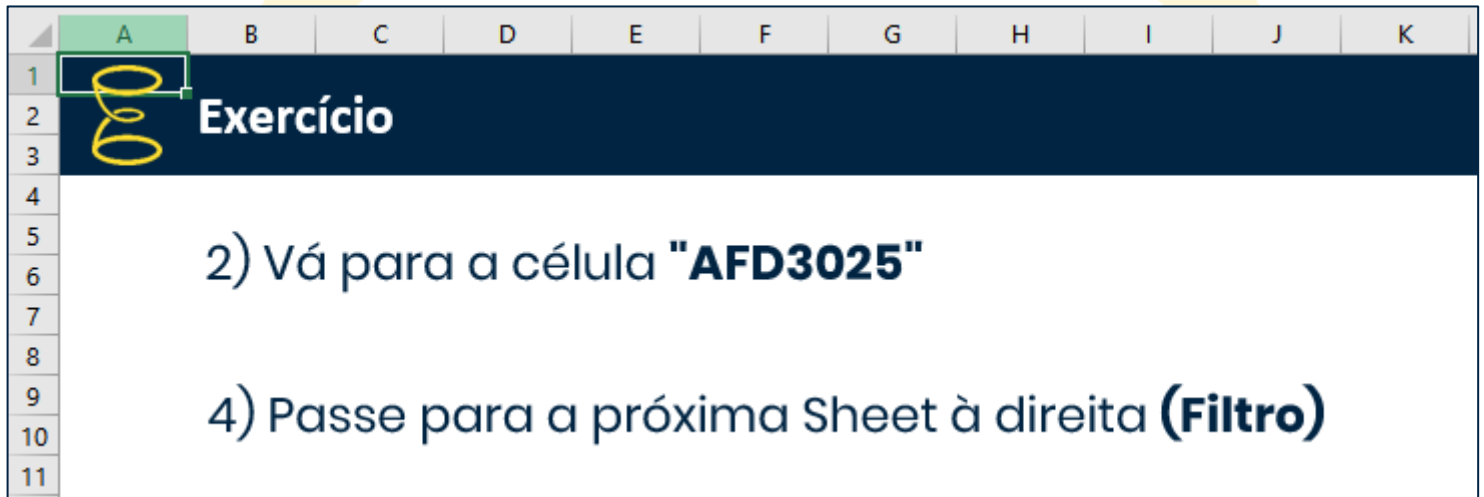 A B C D E F G H I J K
1
2 Exercício
3
4
5
2) Vá para a célula "AFD3025"
6
7
8
9
4) Passe para a próxima Sheet à direita (Filtro)
10
11